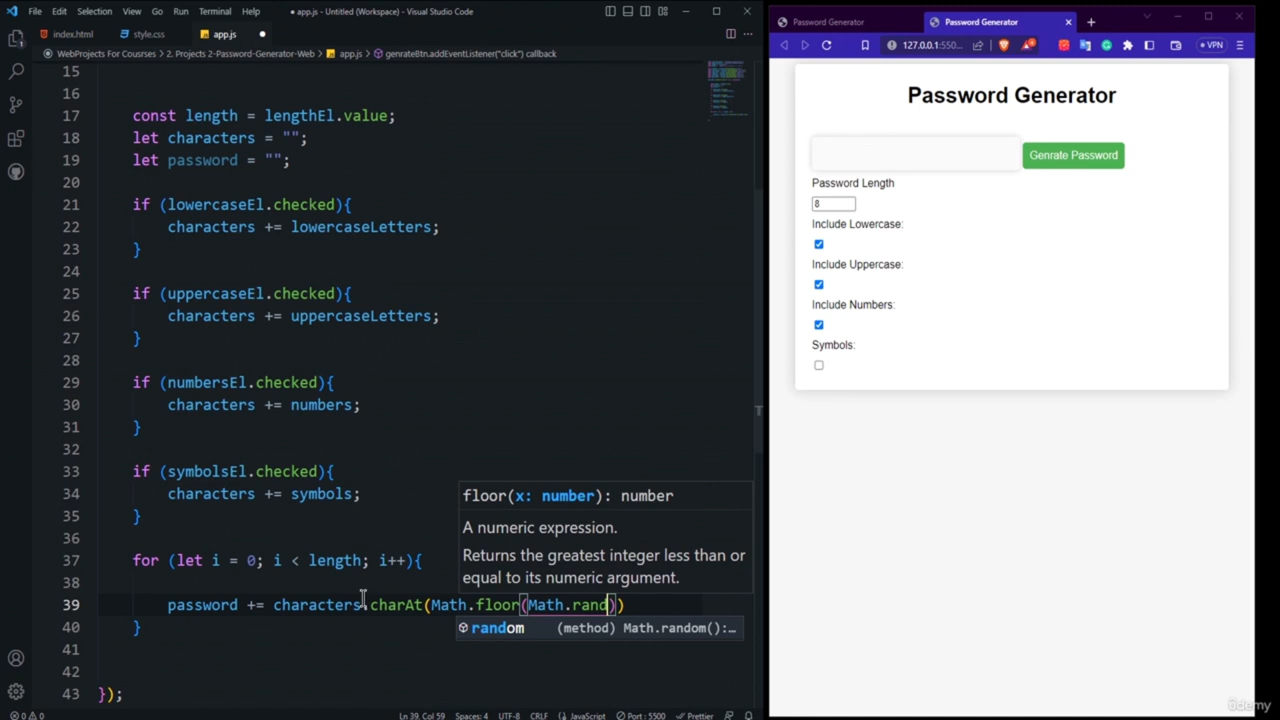 File Edit Selection View Go Run Terminal Help
● app.js - Untitled (Workspace) - Visual Studio Code
index.html
style.css
app.js
WebProjects For Courses > 2. Projects 2-Password-Generator-Web > app.js > genrateBtn.addEventListener("click") callback
15
16
17 const length = lengthEl.value;
18 let characters = "";
19 let password = "";
20
21 if (lowercaseEl.checked){
22 characters += lowercaseLetters;
23 }
24
25 if (uppercaseEl.checked){
26 characters += uppercaseLetters;
27 }
28
29 if (numbersEl.checked){
30 characters += numbers;
31 }
32
33 if (symbolsEl.checked){
34 characters += symbols;
35 }
36
37 for (let i = 0; i < length; i++){
38
39 password += characters.charAt(Math.floor(Math.rand))
40 }
41
42
43 });
floor(x: number): number
A numeric expression.
Returns the greatest integer less than or
equal to its numeric argument.
random (method) Math.random():…
0 0 Ln 39, Col 59 Spaces: 4 UTF-8 CRLF JavaScript Port : 5500 Prettier
Password Generator
Password Generator
127.0.0.1:550...
VPN
Password Generator
Genrate Password
Password Length
8
Include Lowercase:
Include Uppercase:
Include Numbers:
Symbols:
ûdemy